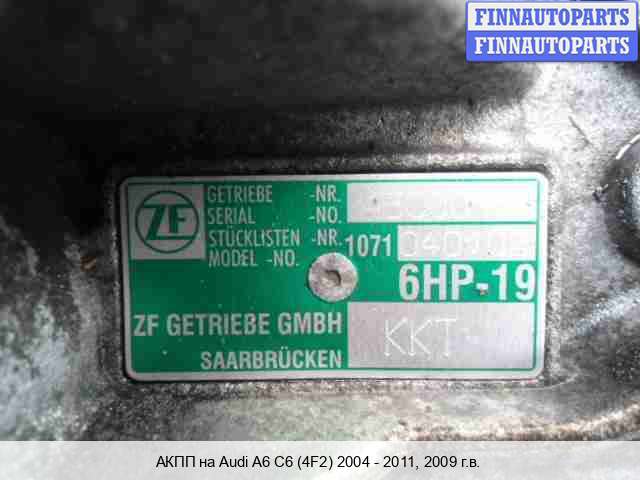 FINNAUTOPARTS
FINNAUTOPARTS
ZF
GETRIEBE -NR.
SERIAL -NO.
STÜCKLISTEN -NR.
MODEL -NO.
1071
6HP-19
ZF GETRIEBE GMBH
SAARBRÜCKEN
KKT
АКПП на Audi A6 C6 (4F2) 2004 - 2011, 2009 г.в.